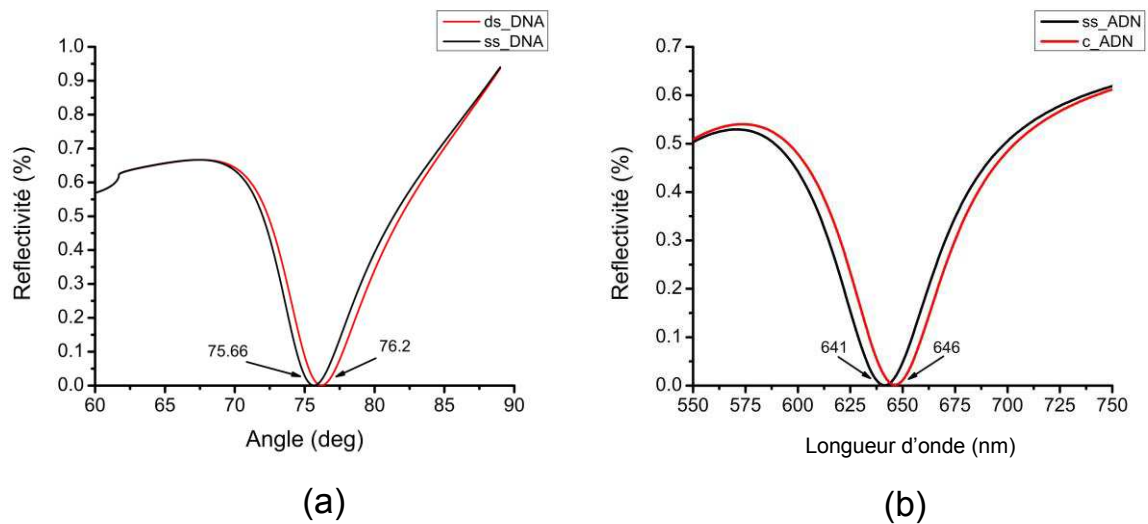 ds_DNA
ss_DNA
1.0
0.9
0.8
0.7
0.6
0.5
0.4
0.3
0.2
0.1
0.0
Reflectivité (%)
75.66
76.2
60 65 70 75 80 85 90
Angle (deg)
(a)
ss_ADN
c_ADN
0.7
0.6
0.5
0.4
0.3
0.2
0.1
0.0
Reflectivité (%)
641
646
550 575 600 625 650 675 700 725 750
Longueur d'onde (nm)
(b)